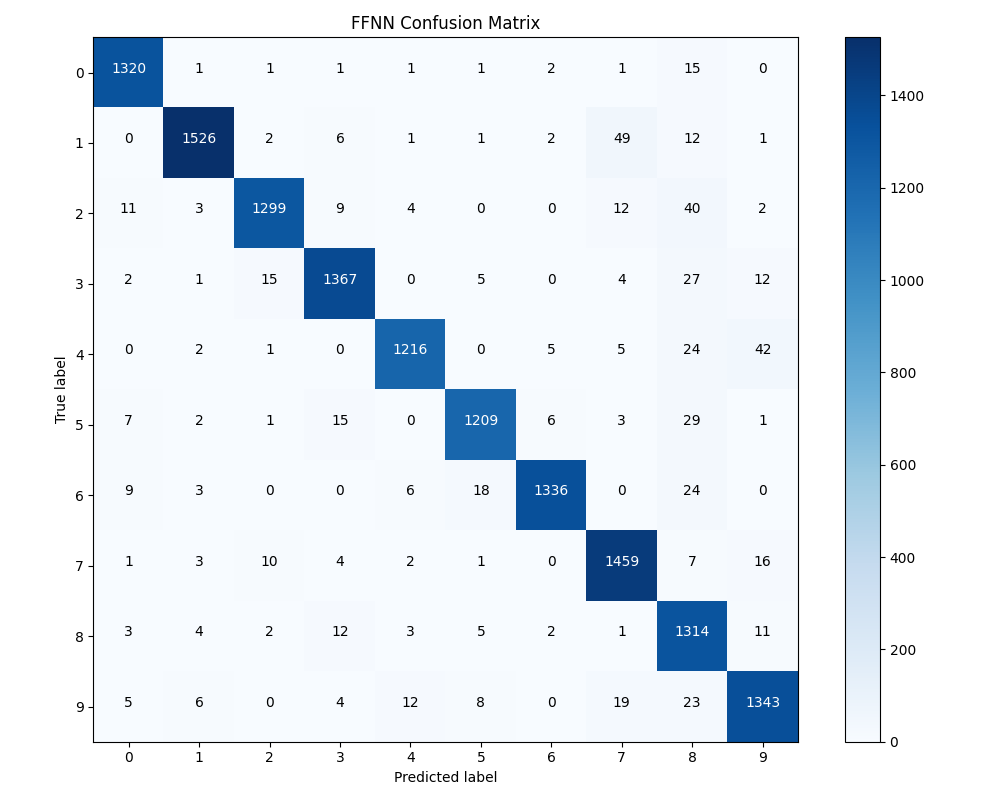 FFNN Confusion Matrix
0 1320 1 1 1 1 1 2 1 15 0
1 0 1526 2 6 1 1 2 49 12 1
2 11 3 1299 9 4 0 0 12 40 2
3 2 1 15 1367 0 5 0 4 27 12
4 0 2 1 0 1216 0 5 5 24 42
5 7 2 1 15 0 1209 6 3 29 1
6 9 3 0 0 6 18 1336 0 24 0
7 1 3 10 4 2 1 0 1459 7 16
8 3 4 2 12 3 5 2 1 1314 11
9 5 6 0 4 12 8 0 19 23 1343
0 1 2 3 4 5 6 7 8 9
Predicted label
True label
1400
1200
1000
800
600
400
200
0